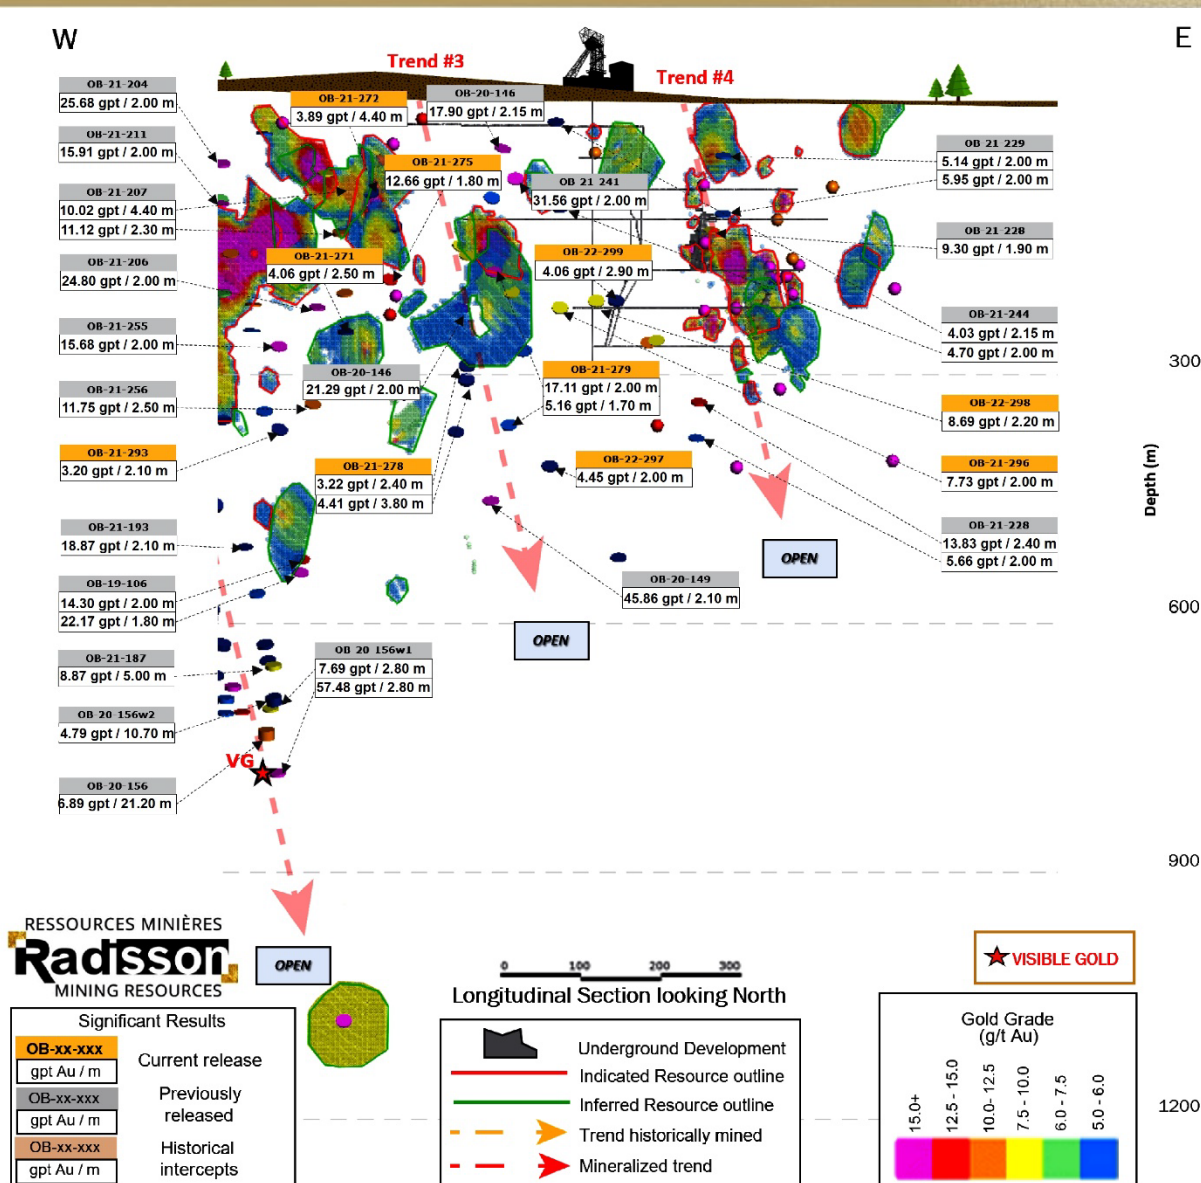 W
E
Trend #3
Trend #4
OB-21-204
25.68 gpt / 2.00 m
OB-21-211
15.91 gpt / 2.00 m
OB-21-207
10.02 gpt / 4.40 m
11.12 gpt / 2.30 m
OB-21-206
24.80 gpt / 2.00 m
OB-21-255
15.68 gpt / 2.00 m
OB-21-256
11.75 gpt / 2.50 m
OB-21-293
3.20 gpt / 2.10 m
OB-21-193
18.87 gpt / 2.10 m
OB-19-106
14.30 gpt / 2.00 m
22.17 gpt / 1.80 m
OB-21-187
8.87 gpt / 5.00 m
OB 20 156w2
4.79 gpt / 10.70 m
OB-20-156
6.89 gpt / 21.20 m
OB-21-272
3.89 gpt / 4.40 m
OB-20-146
17.90 gpt / 2.15 m
OB-21-275
12.66 gpt / 1.80 m
OB 21 241
31.56 gpt / 2.00 m
OB-21-271
4.06 gpt / 2.50 m
OB-22-299
4.06 gpt / 2.90 m
OB-20-146
21.29 gpt / 2.00 m
OB-21-279
17.11 gpt / 2.00 m
5.16 gpt / 1.70 m
OB-21-278
3.22 gpt / 2.40 m
4.41 gpt / 3.80 m
OB-22-297
4.45 gpt / 2.00 m
OB-20-149
45.86 gpt / 2.10 m
OB 20 156w1
7.69 gpt / 2.80 m
57.48 gpt / 2.80 m
OB 21 229
5.14 gpt / 2.00 m
5.95 gpt / 2.00 m
OB-21-228
9.30 gpt / 1.90 m
OB-21-244
4.03 gpt / 2.15 m
4.70 gpt / 2.00 m
OB-22-298
8.69 gpt / 2.20 m
OB-21-296
7.73 gpt / 2.00 m
OB-21-228
13.83 gpt / 2.40 m
5.66 gpt / 2.00 m
300
Depth (m)
600
900
1200
OPEN
OPEN
OPEN
VG
RESSOURCES MINIÈRES
Radisson
MINING RESOURCES
Significant Results
OB-xx-xxx
gpt Au / m
Current release
OB-xx-xxx
gpt Au / m
Previously
released
OB-xx-xxx
gpt Au / m
Historical
intercepts
0 100 200 300
Longitudinal Section looking North
Underground Development
Indicated Resource outline
Inferred Resource outline
Trend historically mined
Mineralized trend
VISIBLE GOLD
Gold Grade
(g/t Au)
15.0+
12.5 - 15.0
10.0- 12.5
7.5 - 10.0
6.0 - 7.5
5.0 - 6.0